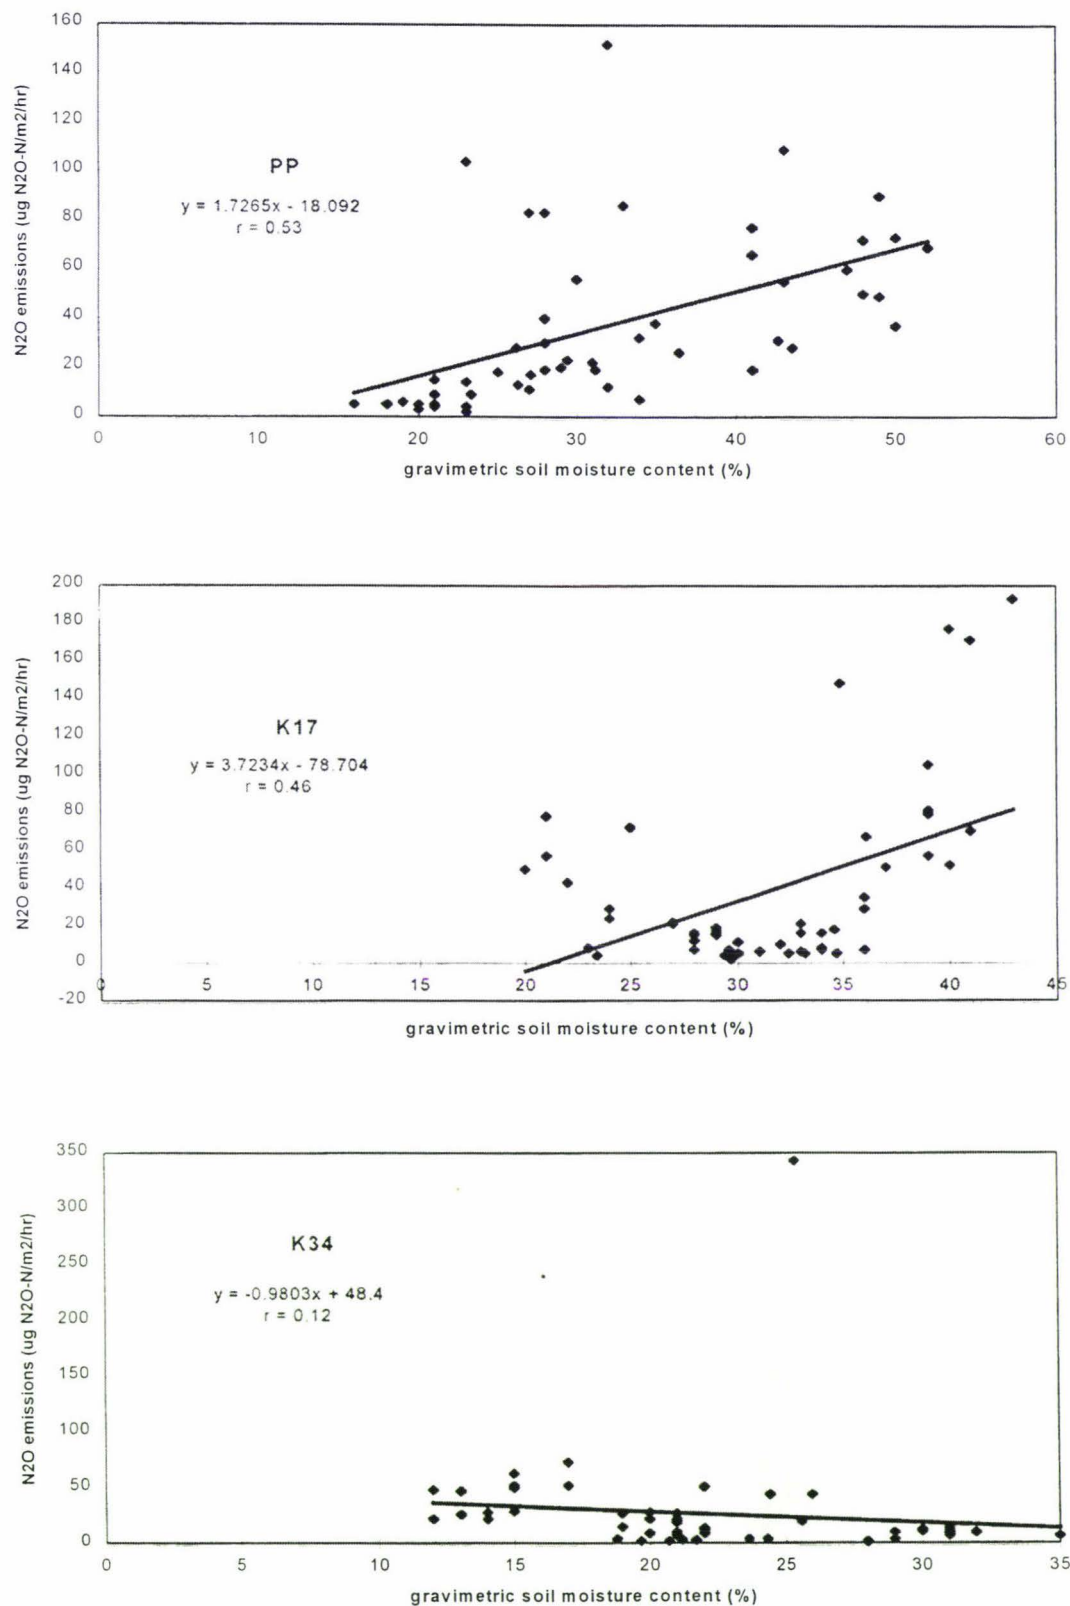 160
140
120
100
80
60
40
20
0
N2O emissions (ug N2O-N/m2/hr)
PP
y = 1.7265x - 18.092
r = 0.53
0 10 20 30 40 50 60
gravimetric soil moisture content (%)
200
180
160
140
120
100
80
60
40
20
0
-20
N2O emissions (ug N2O-N/m2/hr)
K17
y = 3.7234x - 78.704
r = 0.46
0 5 10 15 20 25 30 35 40 45
gravimetric soil moisture content (%)
350
300
250
200
150
100
50
0
N2O emissions (ug N2O-N/m2/hr)
K34
y = -0.9803x + 48.4
r = 0.12
0 5 10 15 20 25 30 35
gravimetric soil moisture content (%)